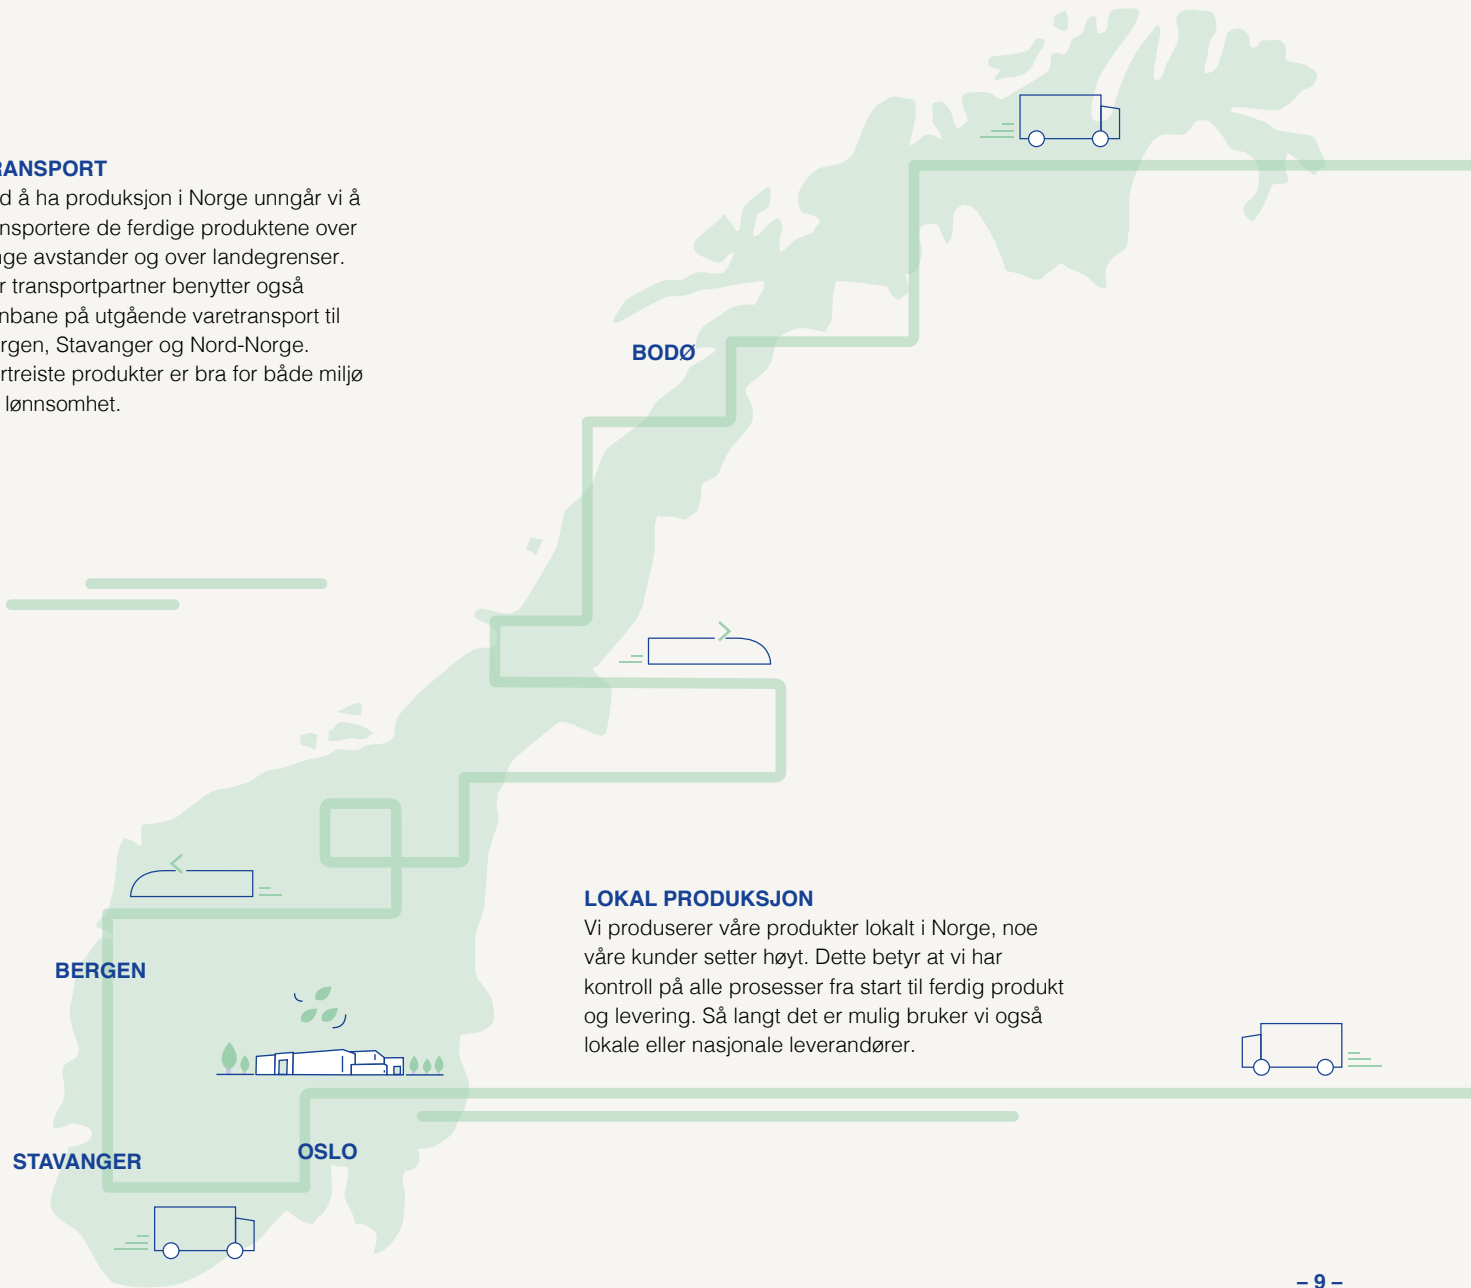 RANSPORT
d å ha produksjon i Norge unngår vi å
nsportere de ferdige produktene over
nge avstander og over landegrenser.
r transportpartner benytter også
nbane på utgående varetransport til
rgen, Stavanger og Nord-Norge.
rtreiste produkter er bra for både miljø
lønnsomhet.
BODØ
LOKAL PRODUKSJON
Vi produserer våre produkter lokalt i Norge, noe
våre kunder setter høyt. Dette betyr at vi har
kontroll på alle prosesser fra start til ferdig produkt
og levering. Så langt det er mulig bruker vi også
lokale eller nasjonale leverandører.
BERGEN
STAVANGER
OSLO
– 9 –